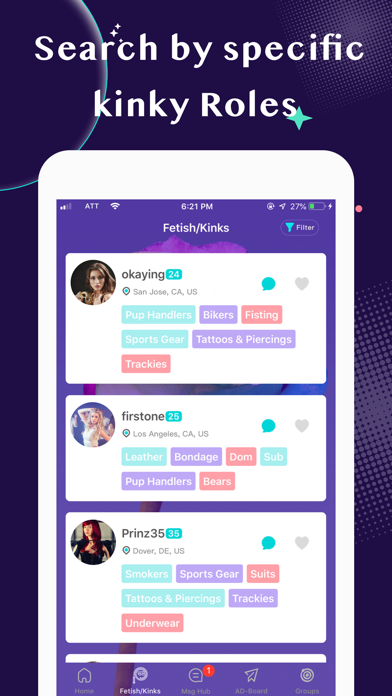 Search by specific
kinky Roles
ATT 6:21 PM 27%
Fetish/Kinks
Filter
okaying 24
San Jose, CA, US
Pup Handlers Bikers Fisting
Sports Gear Tattoos & Piercings
Trackies
firstone 25
Los Angeles, CA, US
Leather Bondage Dom Sub
Pup Handlers Bears
Prinz35 35
Dover, DE, US
Smokers Sports Gear Suits
Tattoos & Piercings Trackies
Underwear
1
Home Fetish/Kinks Msg Hub AD-Board Groups